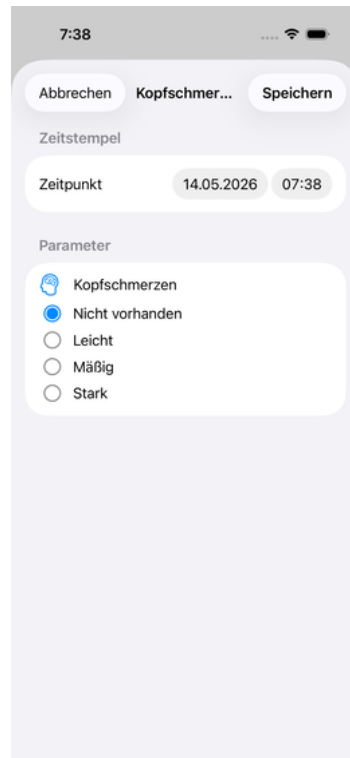 7:38
Abbrechen Kopfschmer... Speichern
Zeitstempel
Zeitpunkt 14.05.2026 07:38
Parameter
Kopfschmerzen
Nicht vorhanden
Leicht
Mäßig
Stark